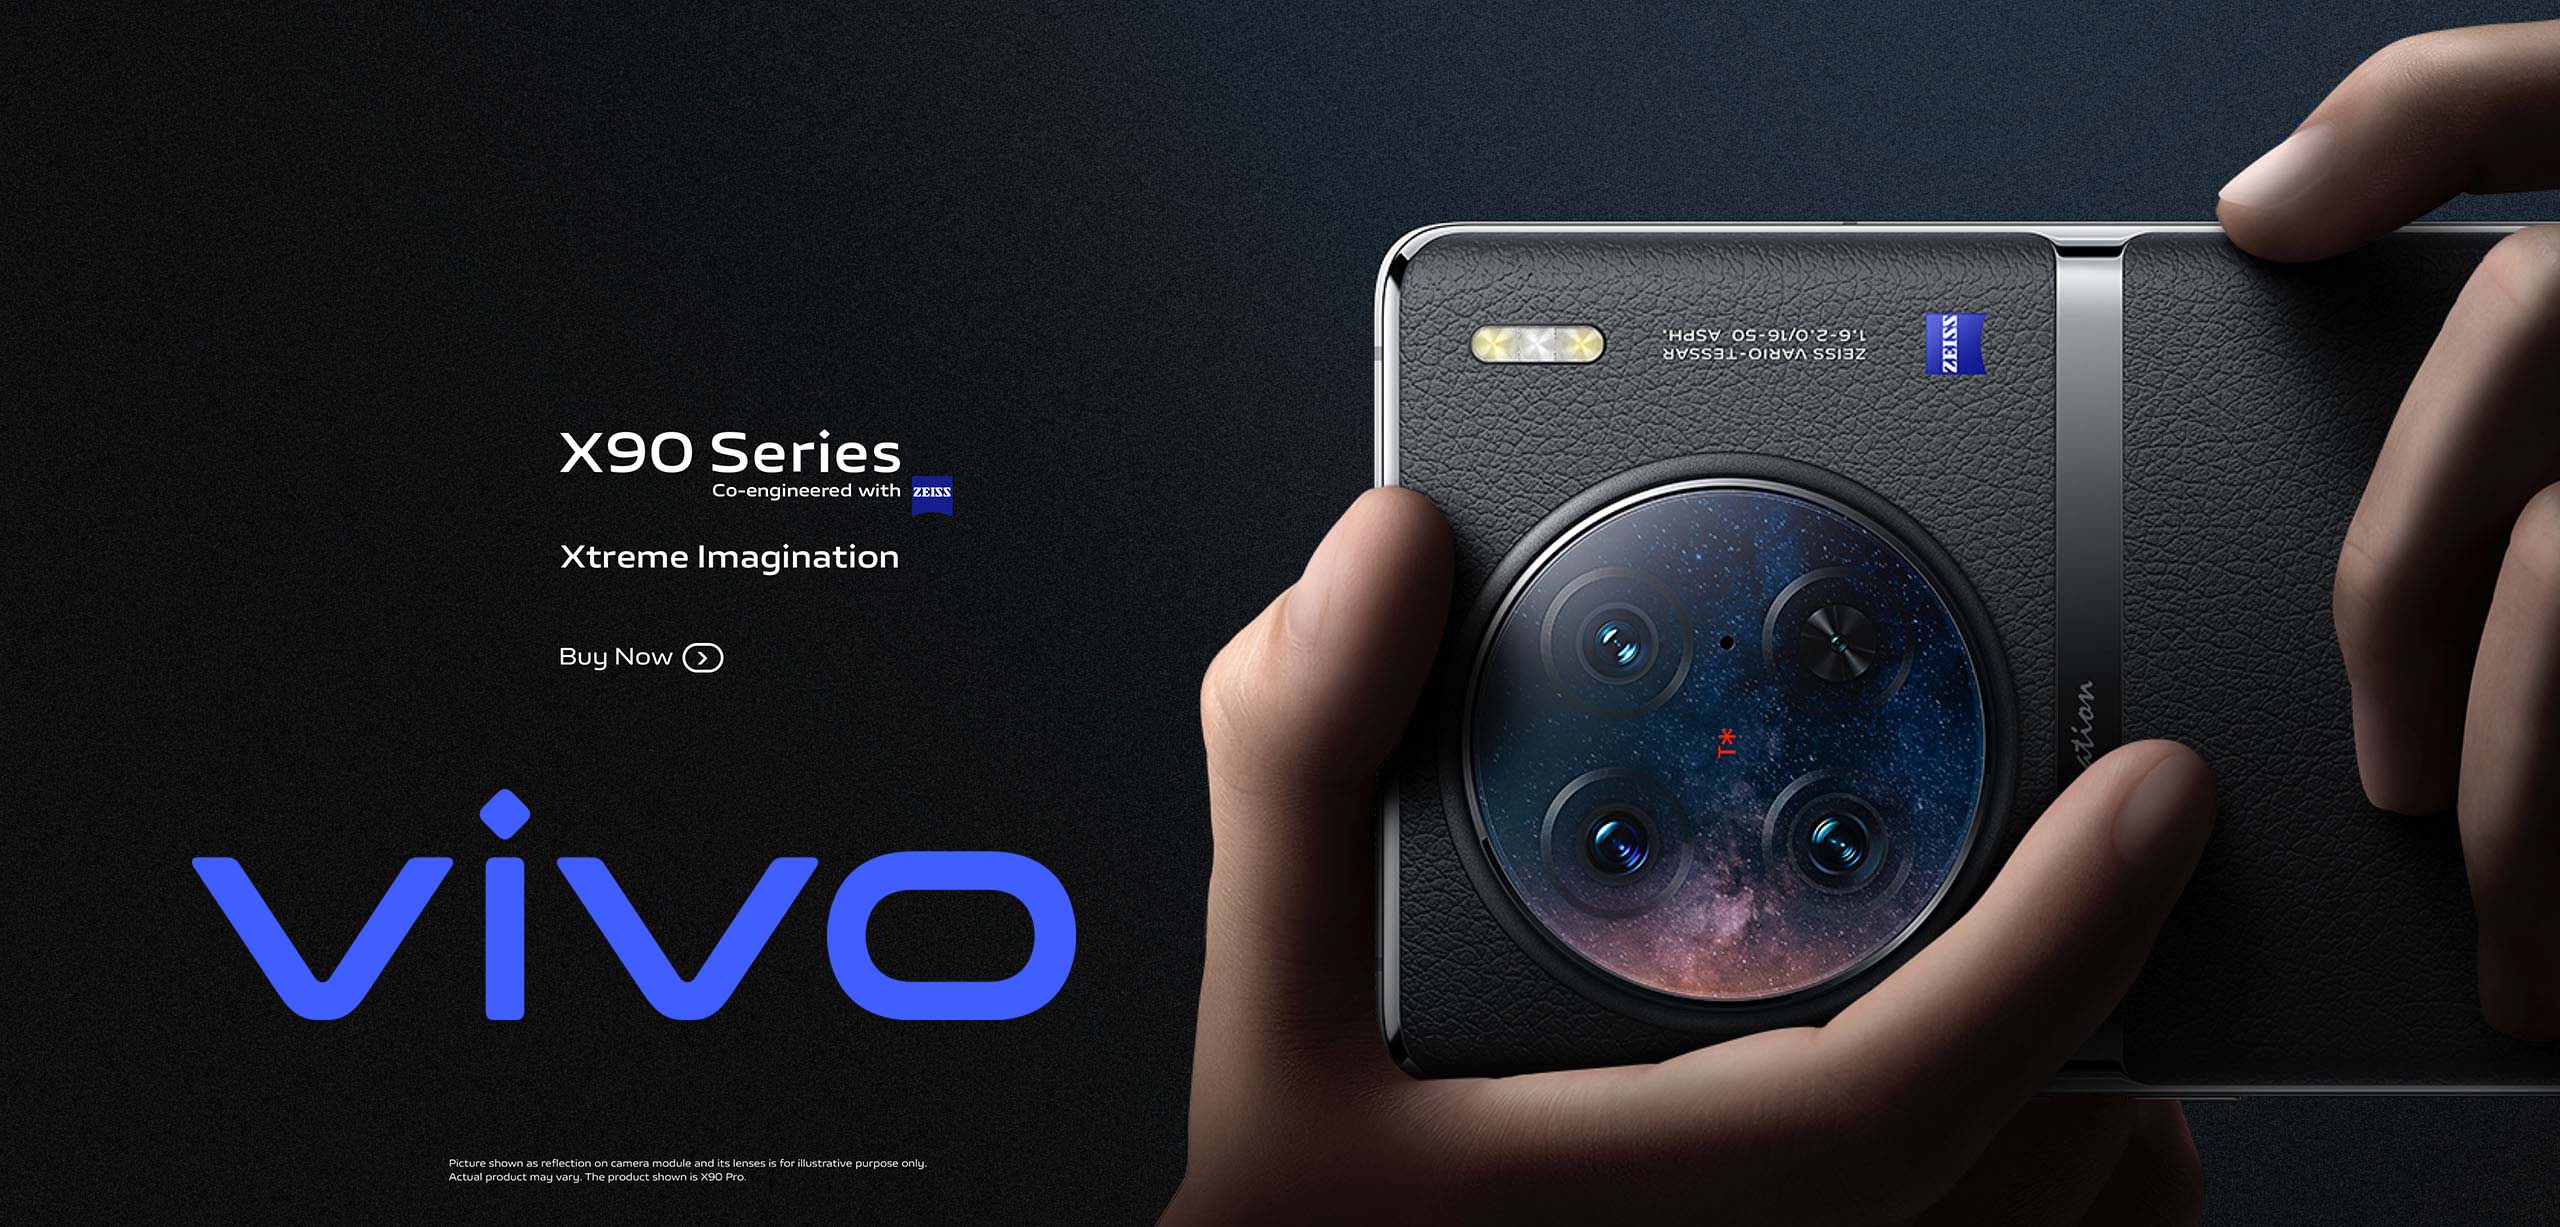 X90 Series
Co-engineered with ZEISS
Xtreme Imagination
Buy Now
vivo
Picture shown as reflection on camera module and its lenses is for illustrative purpose only.
Actual product may vary. The product shown is X90 Pro.
ZEISS
ZEISS VARIO-TESSAR
1.6-2.0/16-50 ASPH.
T*
ation